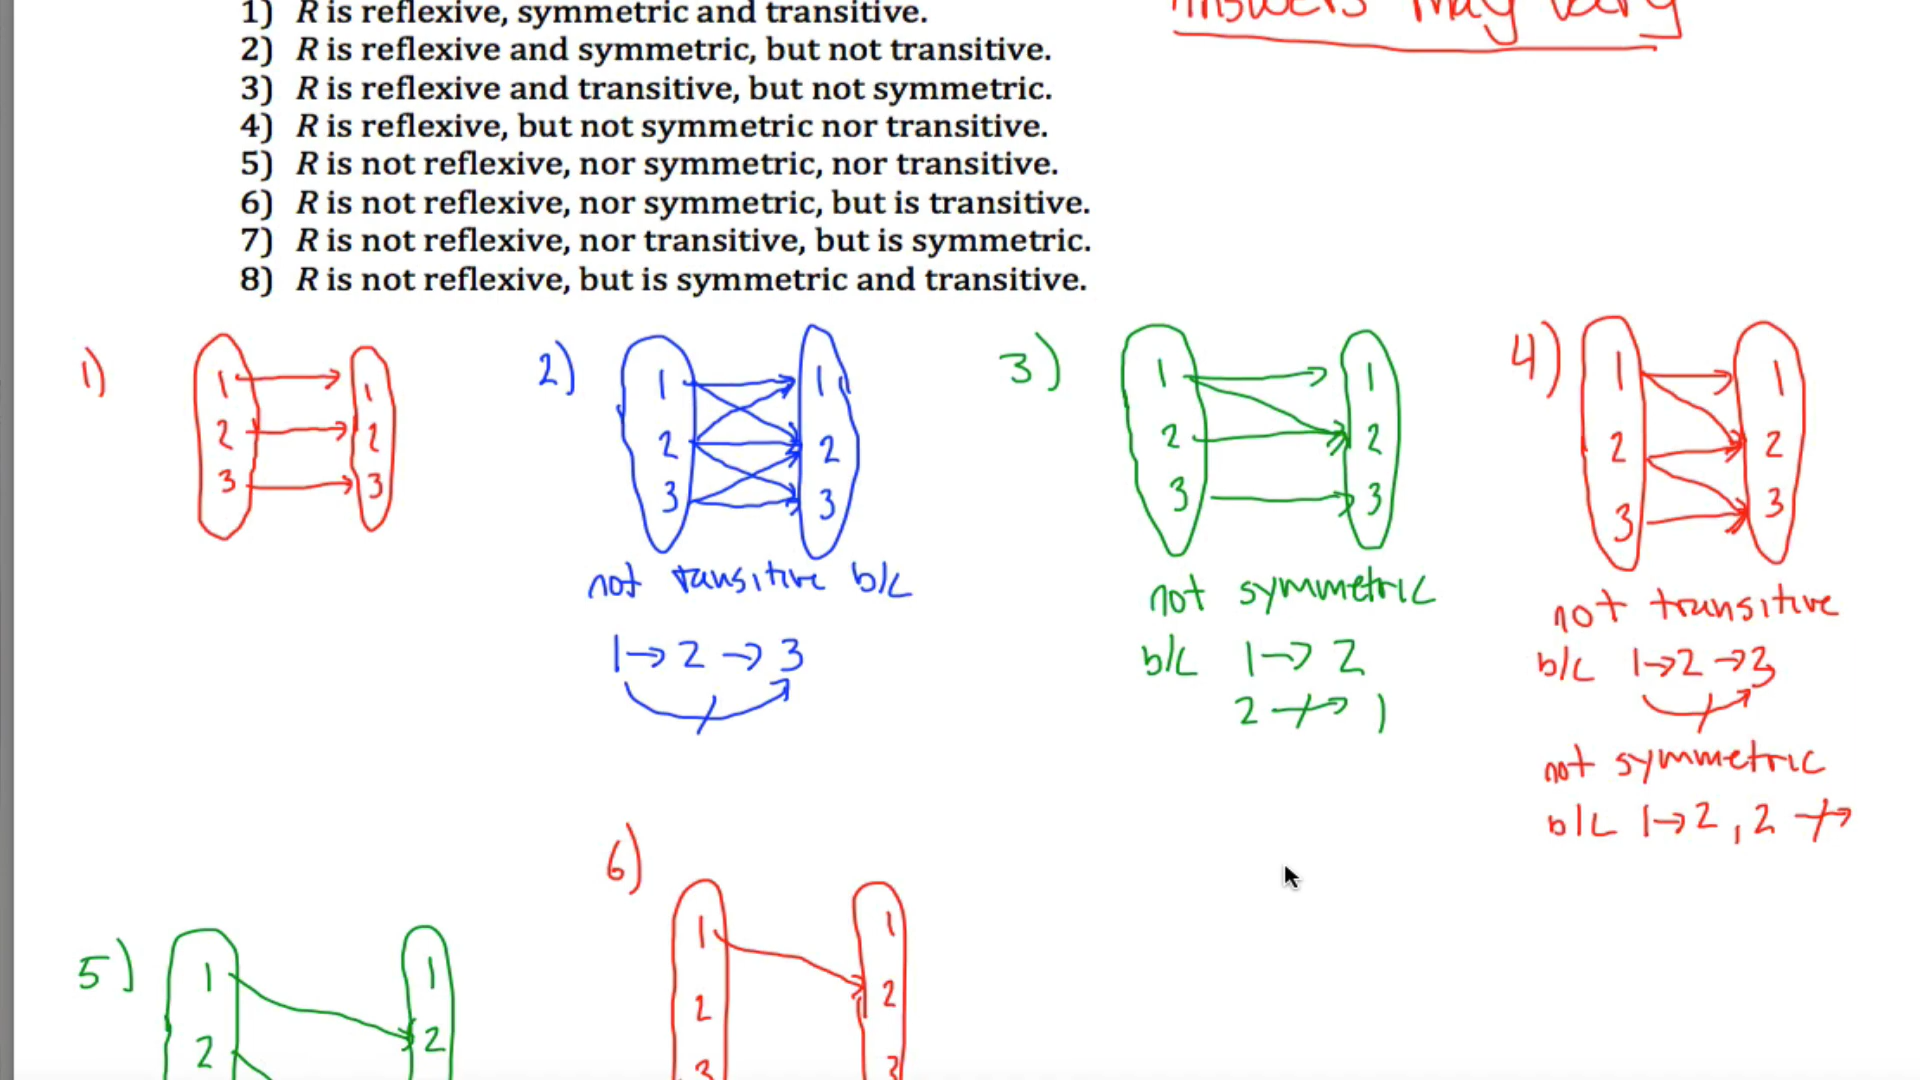 1) R is reflexive, symmetric and transitive.
Answers may vary
2) R is reflexive and symmetric, but not transitive.
3) R is reflexive and transitive, but not symmetric.
4) R is reflexive, but not symmetric nor transitive.
5) R is not reflexive, nor symmetric, nor transitive.
6) R is not reflexive, nor symmetric, but is transitive.
7) R is not reflexive, nor transitive, but is symmetric.
8) R is not reflexive, but is symmetric and transitive.
1)
1 1
2 2
3 3
2)
1 1
2 2
3 3
not transitive b/c
1 → 2 → 3
3)
1 1
2 2
3 3
not symmetric
b/c 1 → 2
2 ↛ 1
4)
1 1
2 2
3 3
not transitive
b/c 1→2→3
not symmetric
b/c 1→2, 2 ↛
5)
1 1
2 2
6)
1 1
2 2
3 3